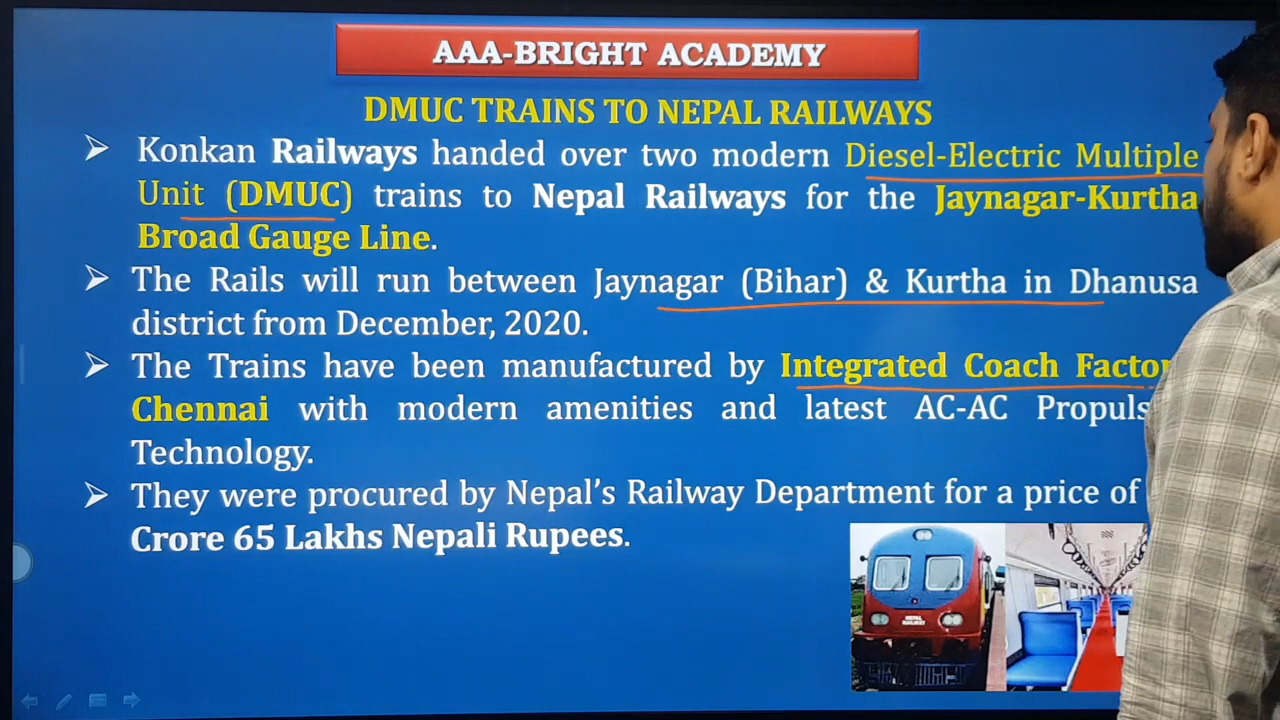 AAA-BRIGHT ACADEMY
DMUC TRAINS TO NEPAL RAILWAYS
➢ Konkan Railways handed over two modern Diesel-Electric Multiple
Unit (DMUC) trains to Nepal Railways for the Jaynagar-Kurtha
Broad Gauge Line.
➢ The Rails will run between Jaynagar (Bihar) & Kurtha in Dhanusa
district from December, 2020.
➢ The Trains have been manufactured by Integrated Coach
Chennai with modern amenities and latest AC-AC
Technology.
➢ They were procured by Nepal's Railway Department for a price of
Crore 65 Lakhs Nepali Rupees.
NEPAL
RAILWAY